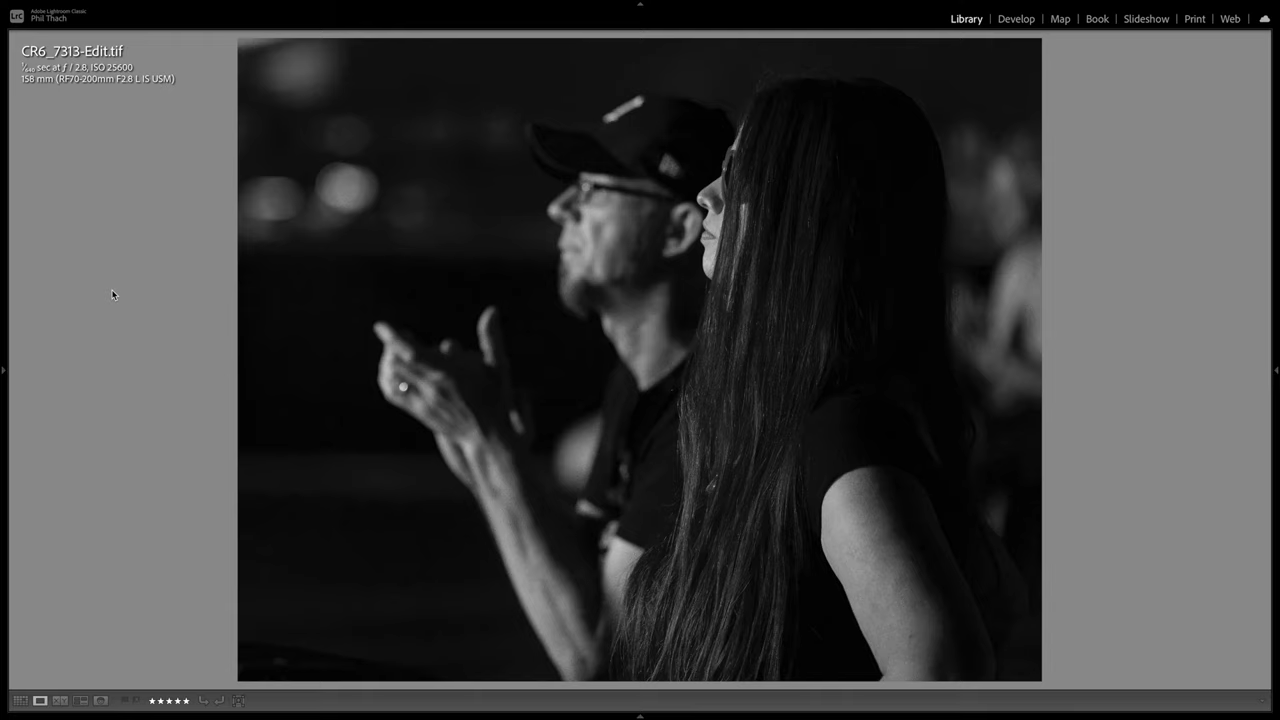 LrC
Adobe Lightroom Classic
Phil Thach
Library | Develop | Map | Book | Slideshow | Print | Web
CR6_7313-Edit.tif
1/640 sec at ƒ / 2.8, ISO 25600
158 mm (RF70-200mm F2.8 L IS USM)